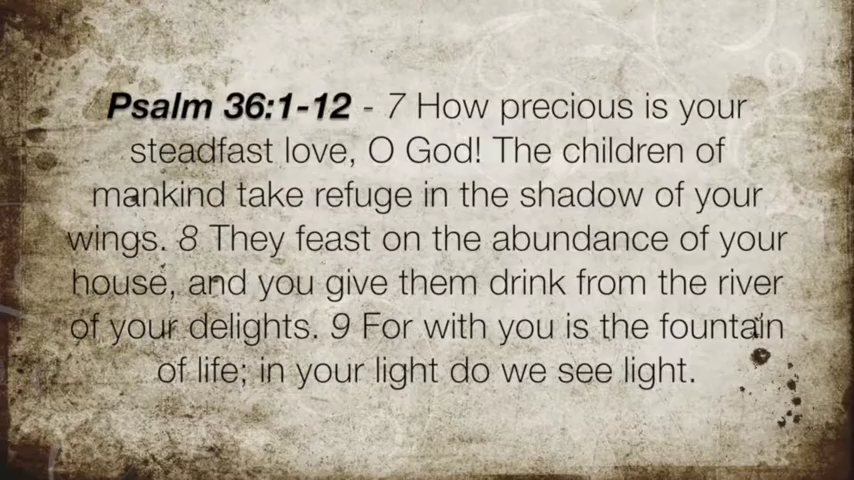 Psalm 36:1-12 - 7 How precious is your
steadfast love, O God! The children of
mankind take refuge in the shadow of your
wings. 8 They feast on the abundance of your
house, and you give them drink from the river
of your delights. 9 For with you is the fountain
of life; in your light do we see light.